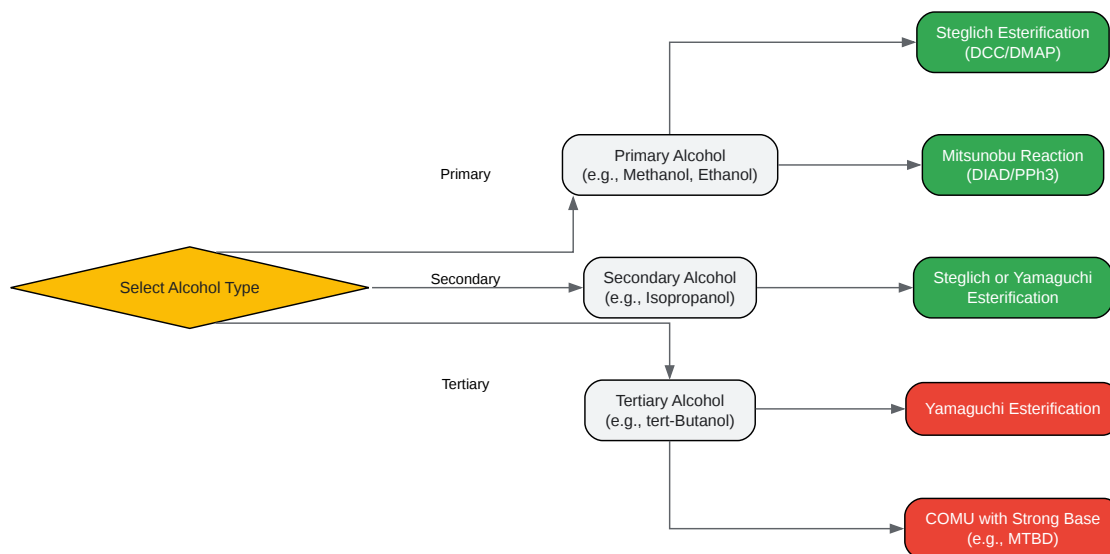 Steglich Esterification
(DCC/DMAP)
Primary Alcohol
(e.g., Methanol, Ethanol)
Mitsunobu Reaction
(DIAD/PPh3)
Primary
Select Alcohol Type
Secondary
Secondary Alcohol
(e.g., Isopropanol)
Steglich or Yamaguchi
Esterification
Tertiary
Tertiary Alcohol
(e.g., tert-Butanol)
Yamaguchi Esterification
COMU with Strong Base
(e.g., MTBD)